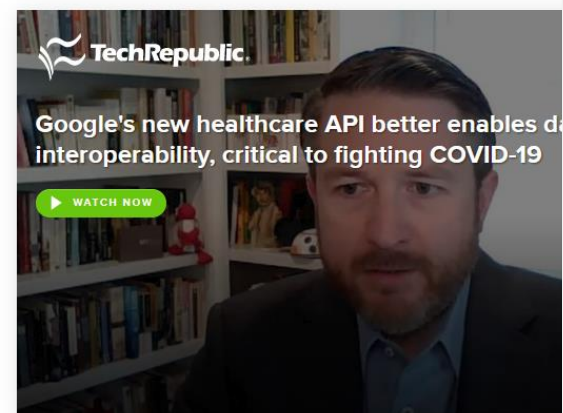 TechRepublic.
Google's new healthcare API better enables da
interoperability, critical to fighting COVID-19
WATCH NOW